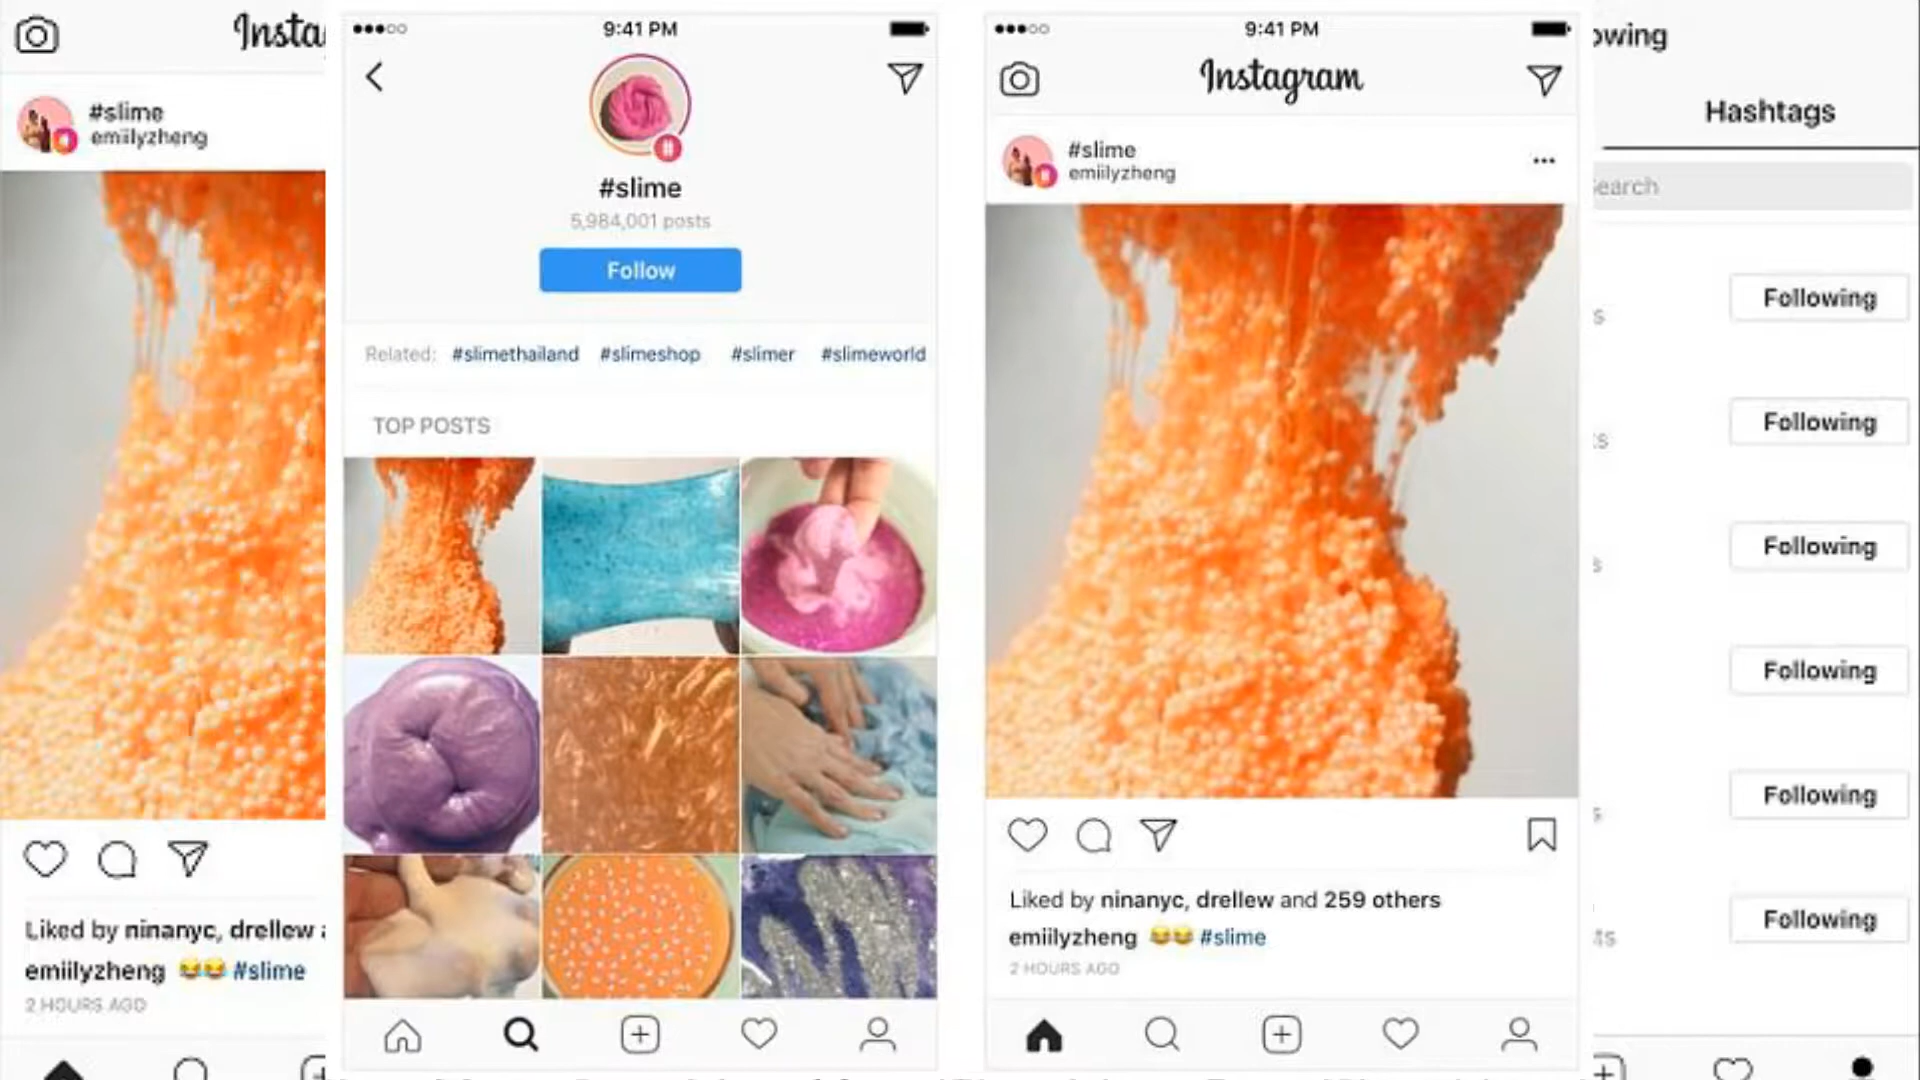 Insta
#slime
emiilyzheng
Liked by ninanyc, drellew
emiilyzheng 😂😂 #slime
2 HOURS AGO
9:41 PM
#slime
5,984,001 posts
Follow
Related: #slimethailand #slimeshop #slimer #slimeworld
TOP POSTS
9:41 PM
Instagram
#slime
emiilyzheng
Liked by ninanyc, drellew and 259 others
emiilyzheng 😂😂 #slime
2 HOURS AGO
owing
Hashtags
earch
Following
Following
Following
Following
Following
Following